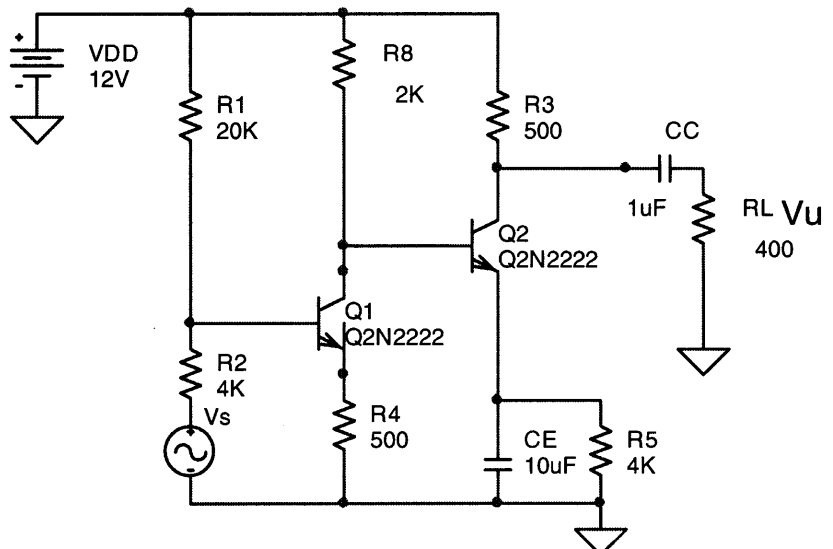 +
VDD
12V
-
R1
20K
R8
2K
R3
500
CC
1uF
RL
Vu
400
Q2
Q2N2222
Q1
Q2N2222
R2
4K
Vs
+
-
R4
500
CE
10uF
R5
4K